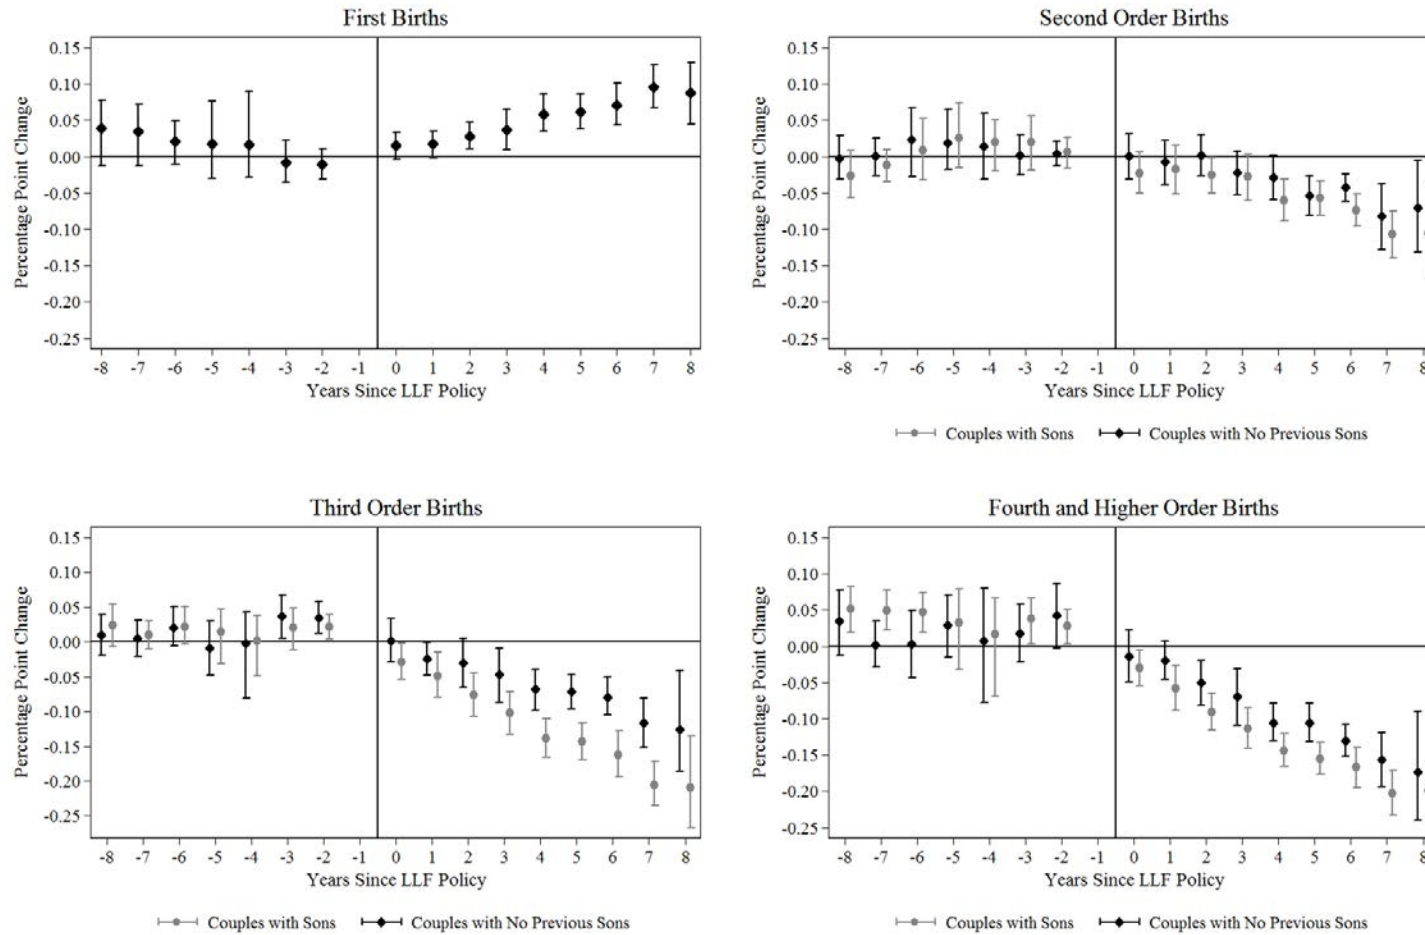 First Births
Percentage Point Change
0.15
0.10
0.05
0.00
-0.05
-0.10
-0.15
-0.20
-0.25
-8 -7 -6 -5 -4 -3 -2 -1 0 1 2 3 4 5 6 7 8
Years Since LLF Policy
Second Order Births
Percentage Point Change
0.15
0.10
0.05
0.00
-0.05
-0.10
-0.15
-0.20
-0.25
-8 -7 -6 -5 -4 -3 -2 -1 0 1 2 3 4 5 6 7 8
Years Since LLF Policy
Couples with Sons Couples with No Previous Sons
Third Order Births
Percentage Point Change
0.15
0.10
0.05
0.00
-0.05
-0.10
-0.15
-0.20
-0.25
-8 -7 -6 -5 -4 -3 -2 -1 0 1 2 3 4 5 6 7 8
Years Since LLF Policy
Couples with Sons Couples with No Previous Sons
Fourth and Higher Order Births
Percentage Point Change
0.15
0.10
0.05
0.00
-0.05
-0.10
-0.15
-0.20
-0.25
-8 -7 -6 -5 -4 -3 -2 -1 0 1 2 3 4 5 6 7 8
Years Since LLF Policy
Couples with Sons Couples with No Previous Sons